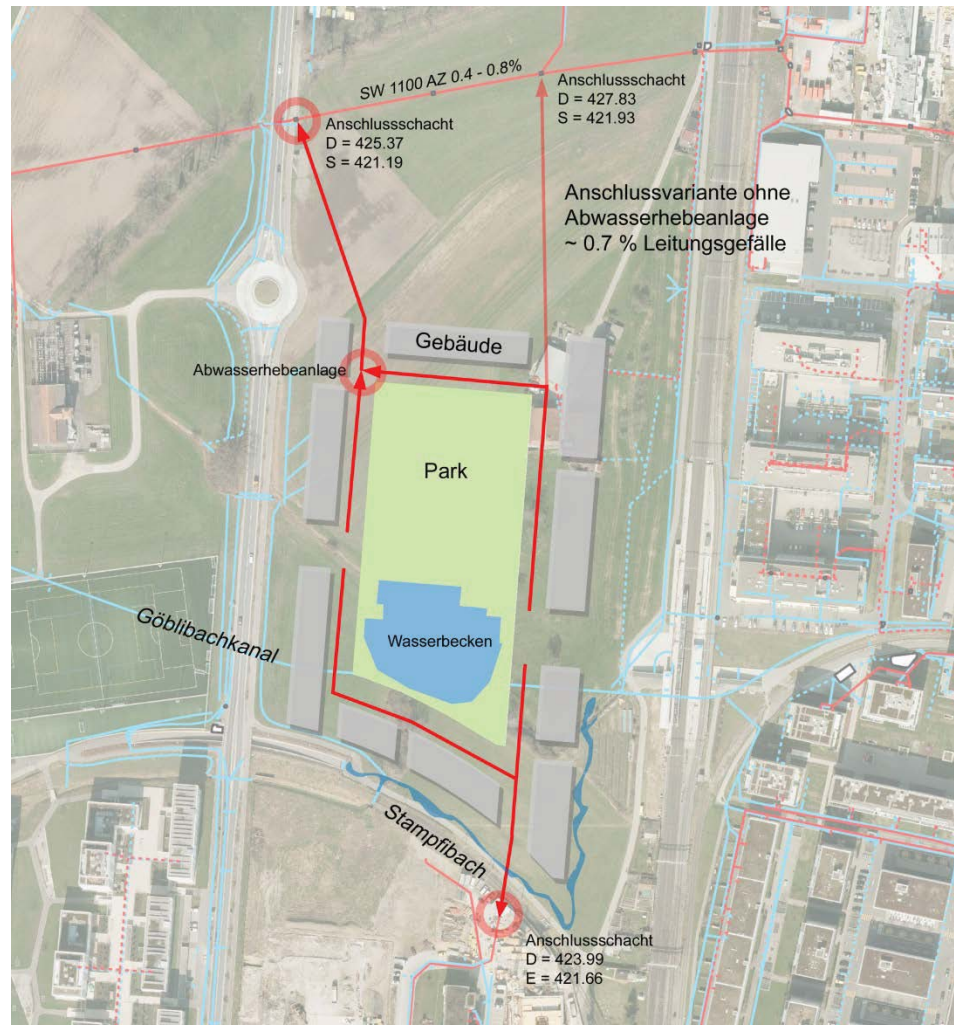 SW 1100 AZ 0.4 - 0.8%
Anschlussschacht
D = 427.83
S = 421.93
Anschlussschacht
D = 425.37
S = 421.19
Anschlussvariante ohne
Abwasserhebeanlage
~ 0.7 % Leitungsgefälle
Gebäude
Abwasserhebeanlage
Park
Göblibachkanal
Wasserbecken
Stampfibach
Anschlussschacht
D = 423.99
E = 421.66